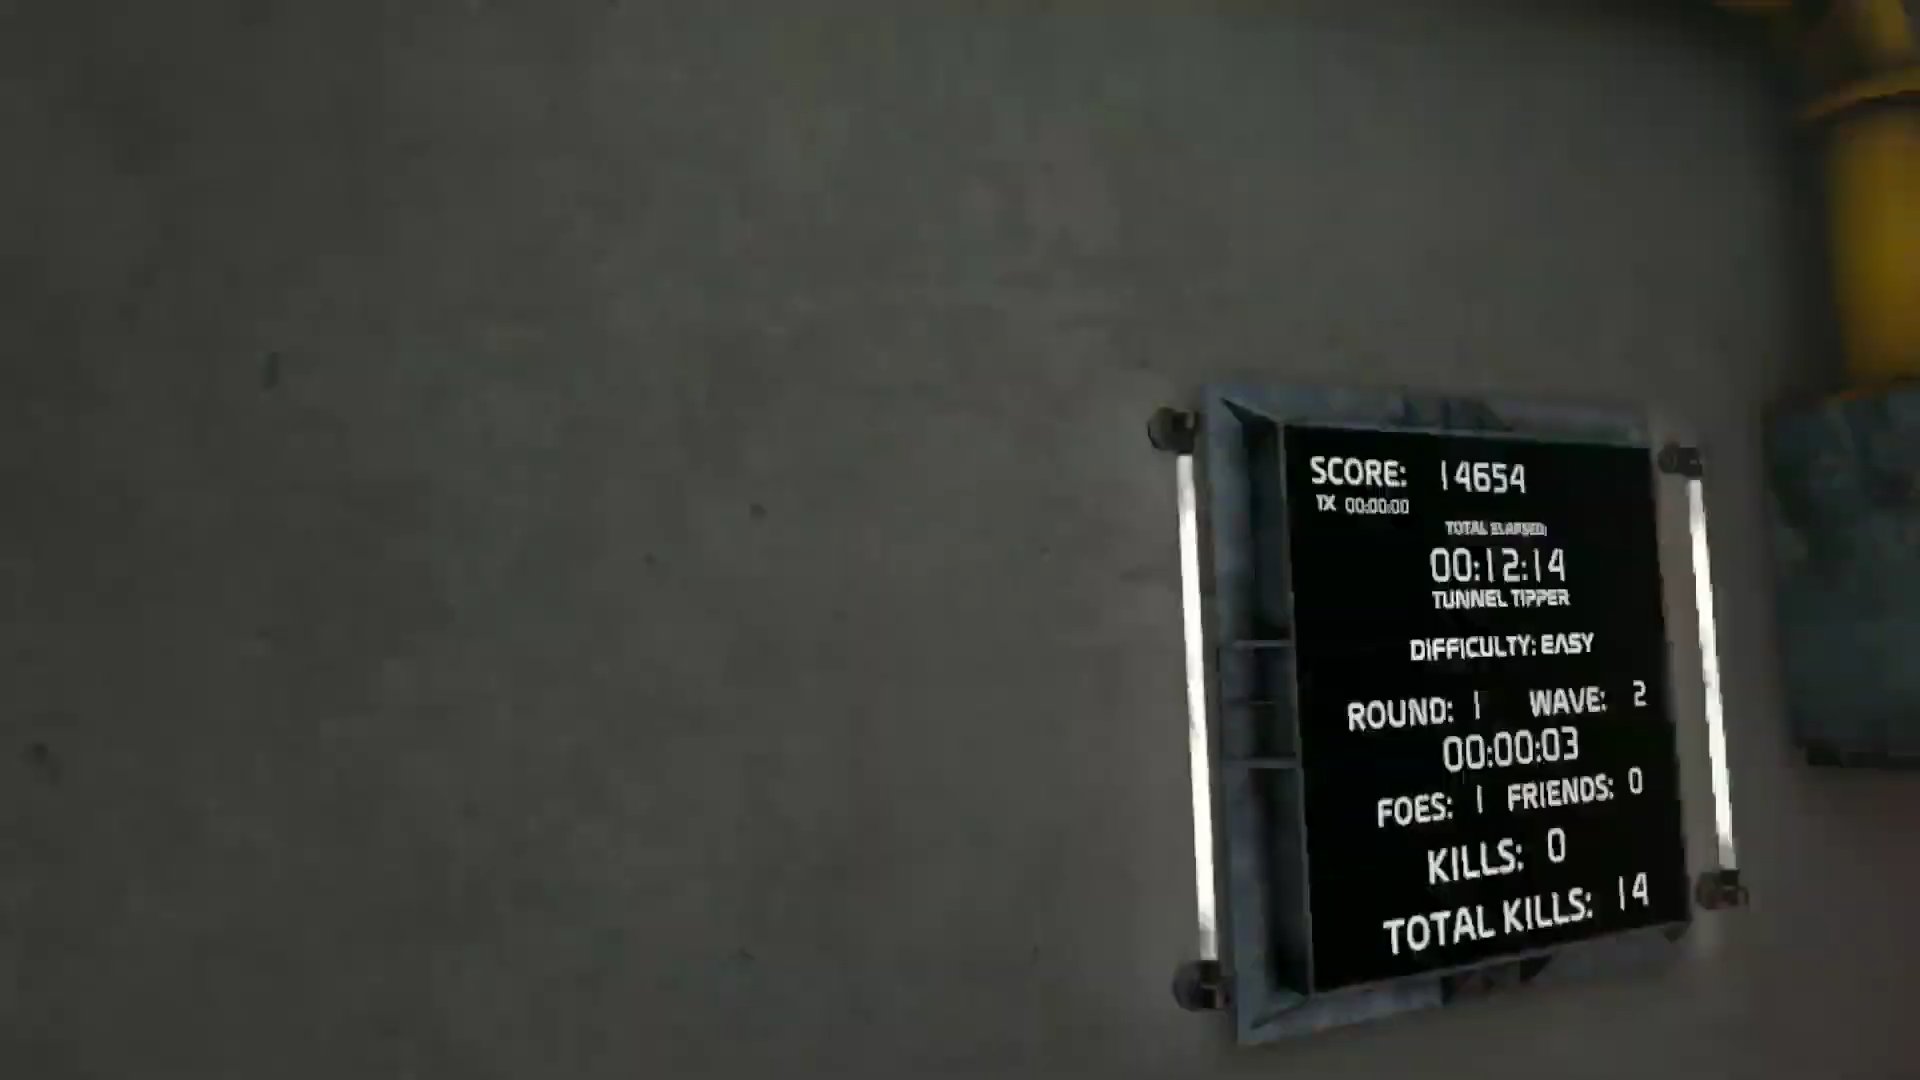 SCORE: 14654
TX 00:00:00
TOTAL ELAPSED:
00:12:14
TUNNEL TIPPER
DIFFICULTY: EASY
ROUND: 1 WAVE: 2
00:00:03
FOES: 1 FRIENDS: 0
KILLS: 0
TOTAL KILLS: 14